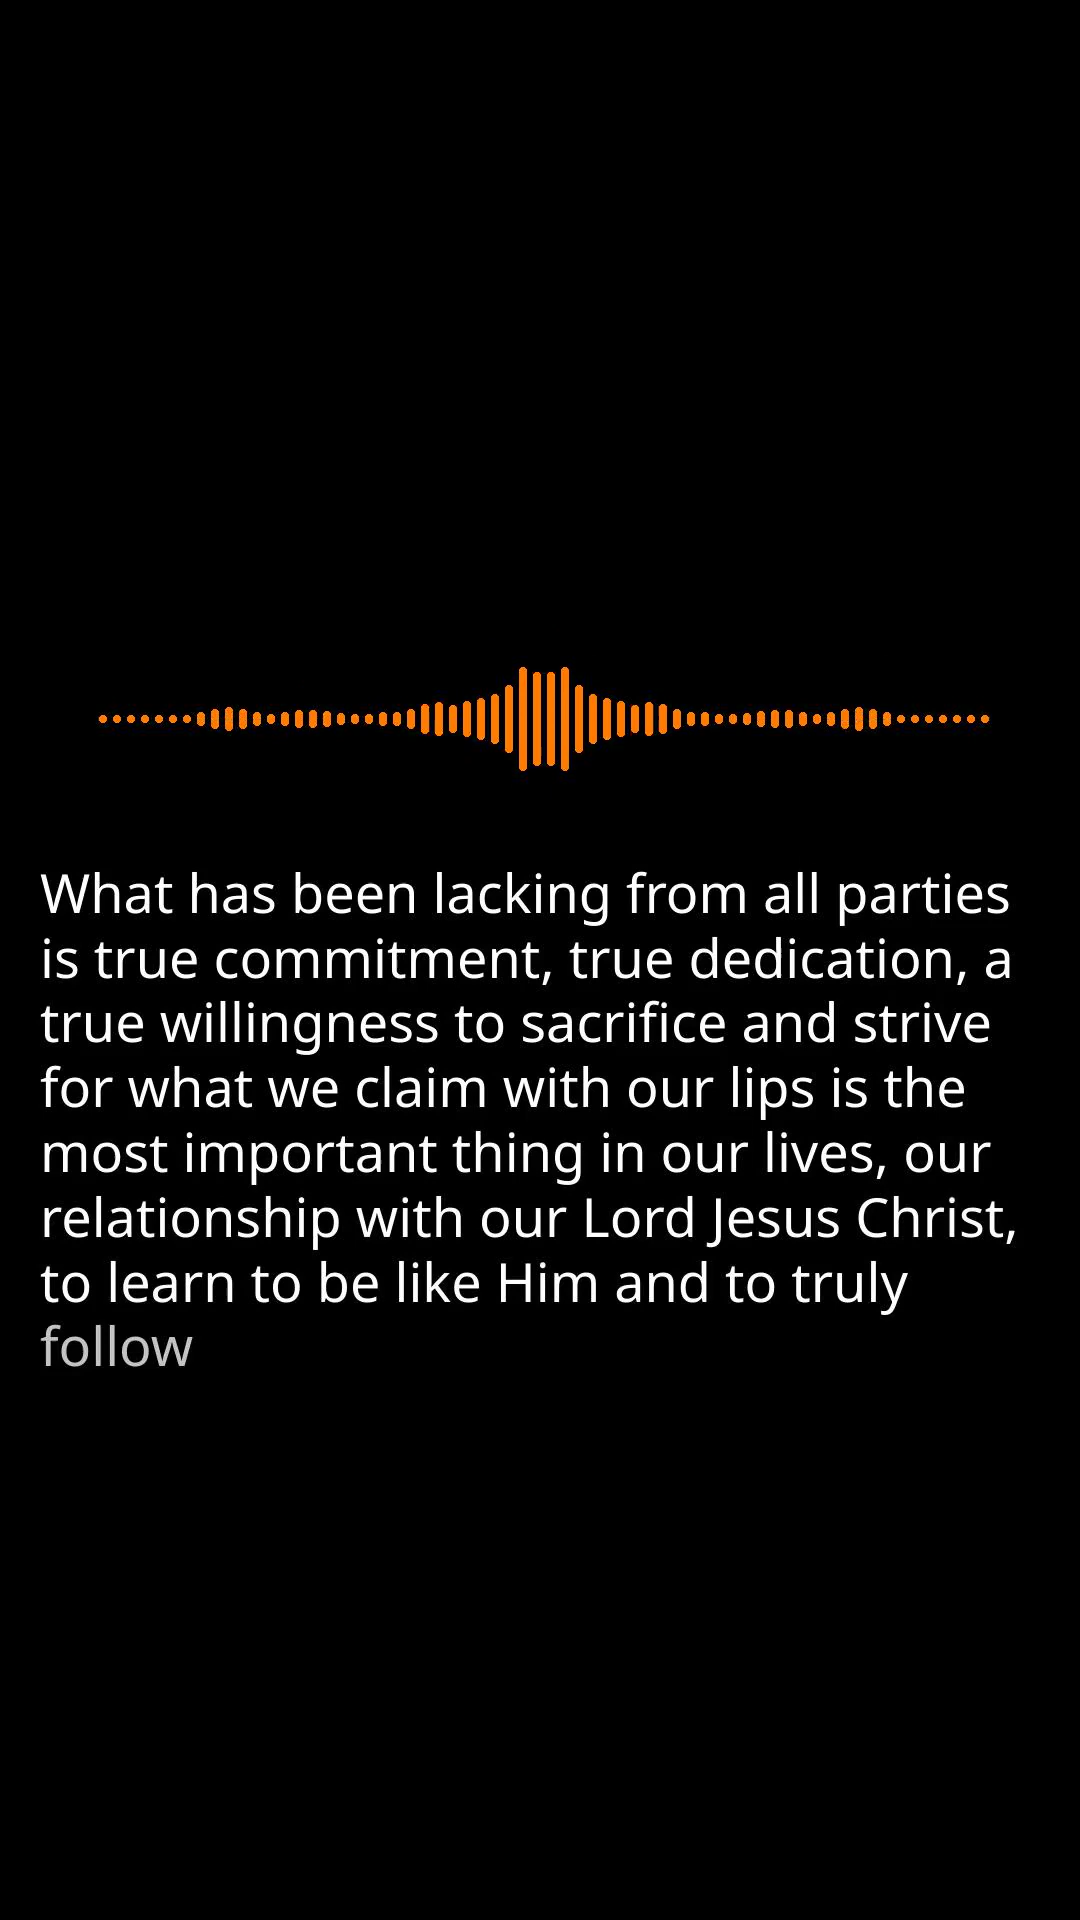 What has been lacking from all parties
is true commitment, true dedication, a
true willingness to sacrifice and strive
for what we claim with our lips is the
most important thing in our lives, our
relationship with our Lord Jesus Christ,
to learn to be like Him and to truly
follow